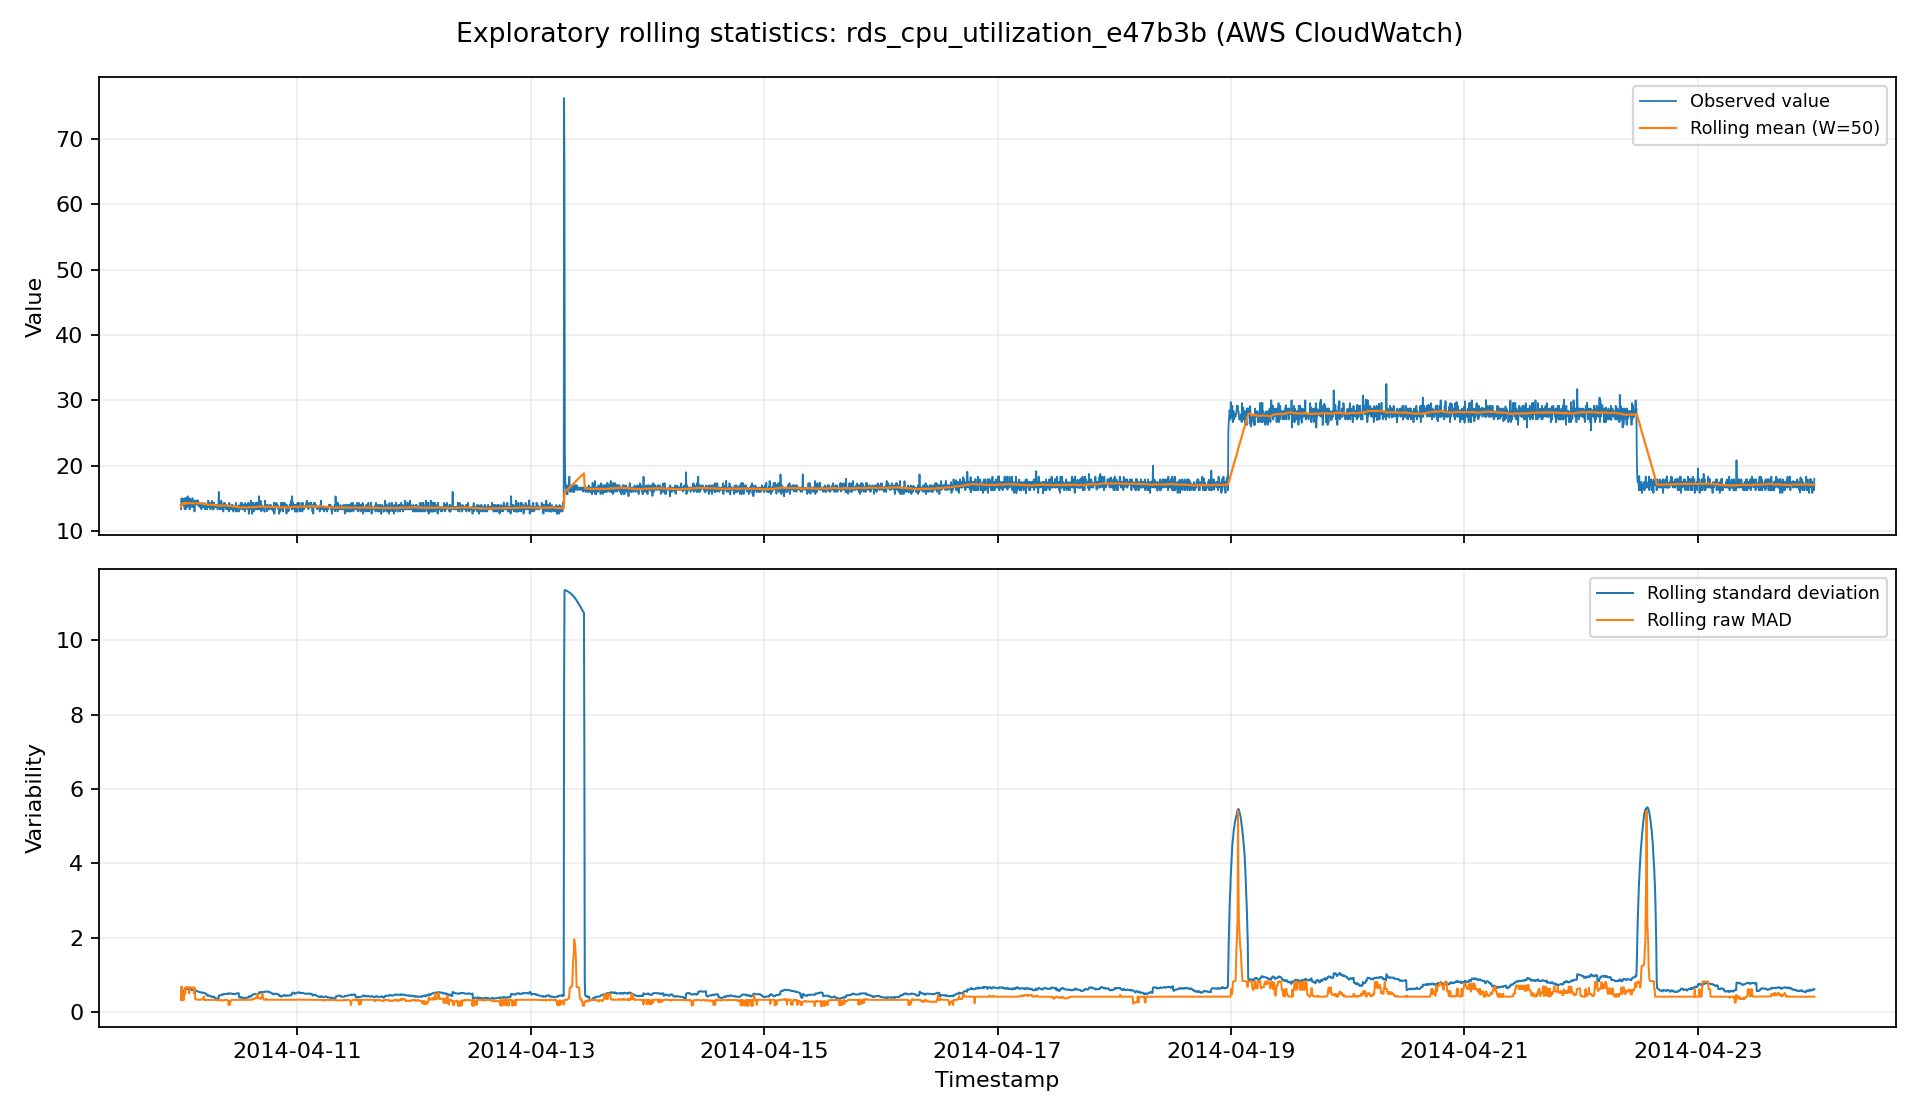 Exploratory rolling statistics: rds_cpu_utilization_e47b3b (AWS CloudWatch)
Observed value
Rolling mean (W=50)
Value
70
60
50
40
30
20
10
Rolling standard deviation
Rolling raw MAD
Variability
10
8
6
4
2
0
2014-04-11
2014-04-13
2014-04-15
2014-04-17
2014-04-19
2014-04-21
2014-04-23
Timestamp